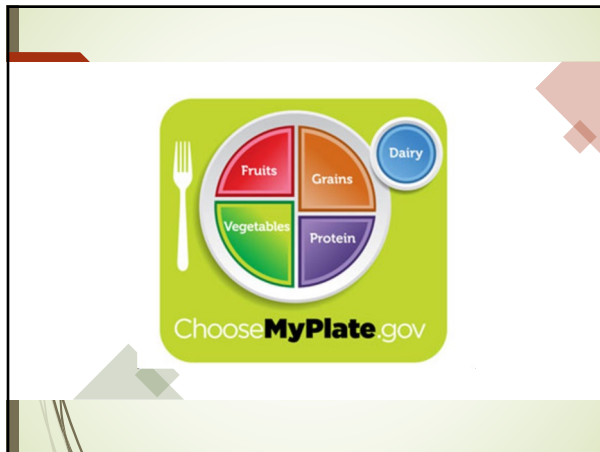 Fruits
Grains
Dairy
Vegetables
Protein
ChooseMyPlate.gov